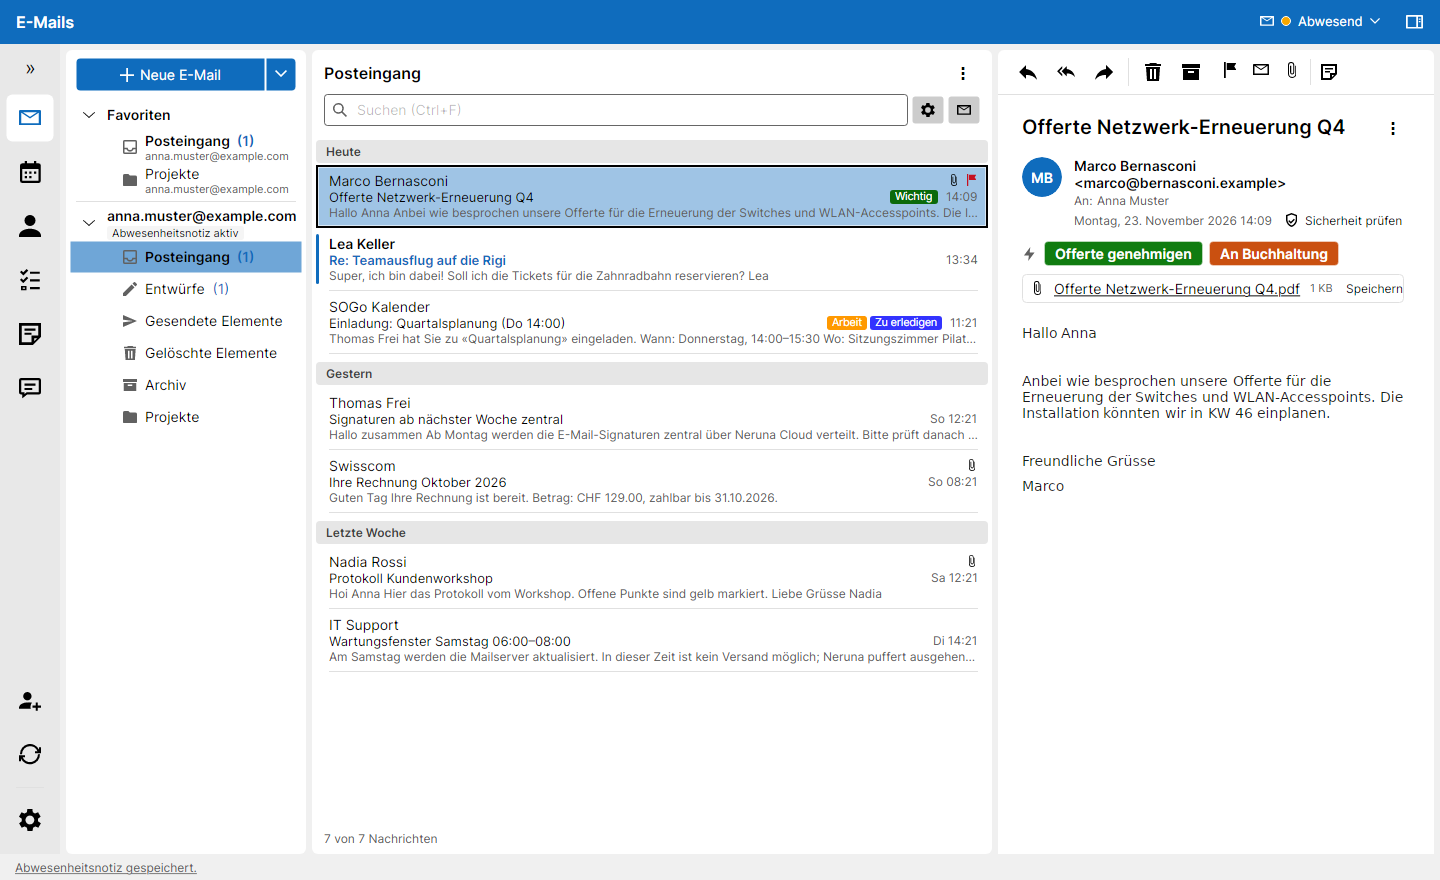 E-Mails
Abwesend
Neue E-Mail
Favoriten
Posteingang (1)
anna.muster@example.com
Projekte
anna.muster@example.com
anna.muster@example.com
Abwesenheitsnotiz aktiv
Posteingang (1)
Entwürfe (1)
Gesendete Elemente
Gelöschte Elemente
Archiv
Projekte
Posteingang
Suchen (Ctrl+F)
Heute
Marco Bernasconi
Offerte Netzwerk-Erneuerung Q4 Wichtig 14:09
Hallo Anna Anbei wie besprochen unsere Offerte für die Erneuerung der Switches und WLAN-Accesspoints. Die I...
Lea Keller
Re: Teamausflug auf die Rigi 13:34
Super, ich bin dabei! Soll ich die Tickets für die Zahnradbahn reservieren? Lea
SOGo Kalender
Einladung: Quartalsplanung (Do 14:00) Arbeit Zu erledigen 11:21
Thomas Frei hat Sie zu «Quartalsplanung» eingeladen. Wann: Donnerstag, 14:00–15:30 Wo: Sitzungszimmer Pilat...
Gestern
Thomas Frei
Signaturen ab nächster Woche zentral So 12:21
Hallo zusammen Ab Montag werden die E-Mail-Signaturen zentral über Neruna Cloud verteilt. Bitte prüft danach ...
Swisscom
Ihre Rechnung Oktober 2026 So 08:21
Guten Tag Ihre Rechnung ist bereit. Betrag: CHF 129.00, zahlbar bis 31.10.2026.
Letzte Woche
Nadia Rossi
Protokoll Kundenworkshop Sa 12:21
Hoi Anna Hier das Protokoll vom Workshop. Offene Punkte sind gelb markiert. Liebe Grüsse Nadia
IT Support
Wartungsfenster Samstag 06:00–08:00 Di 14:21
Am Samstag werden die Mailserver aktualisiert. In dieser Zeit ist kein Versand möglich; Neruna puffert ausgehen...
7 von 7 Nachrichten
Offerte Netzwerk-Erneuerung Q4
MB
Marco Bernasconi
<marco@bernasconi.example>
An: Anna Muster
Montag, 23. November 2026 14:09 Sicherheit prüfen
Offerte genehmigen An Buchhaltung
Offerte Netzwerk-Erneuerung Q4.pdf 1 KB Speichern
Hallo Anna
Anbei wie besprochen unsere Offerte für die
Erneuerung der Switches und WLAN-Accesspoints. Die
Installation könnten wir in KW 46 einplanen.
Freundliche Grüsse
Marco
Abwesenheitsnotiz gespeichert.